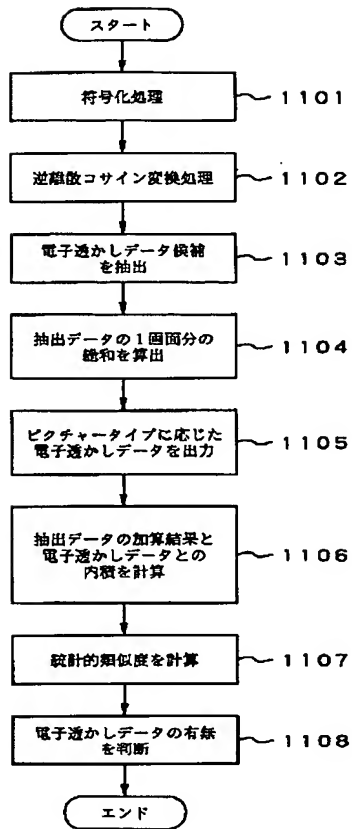 スタート
符号化処理
1101
逆離散コサイン変換処理
1102
電子透かしデータ候補
を抽出
1103
抽出データの1画面分の
総和を算出
1104
ピクチャータイプに応じた
電子透かしデータを出力
1105
抽出データの加算結果と
電子透かしデータとの
内積を計算
1106
統計的類似度を計算
1107
電子透かしデータの有無
を判断
1108
エンド